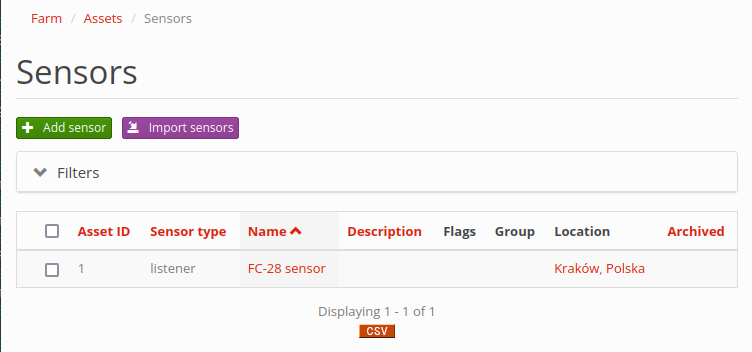 Farm / Assets / Sensors
Sensors
Add sensor Import sensors
Filters
Asset ID Sensor type Name Description Flags Group Location Archived
1 listener FC-28 sensor Kraków, Polska
Displaying 1 - 1 of 1
CSV